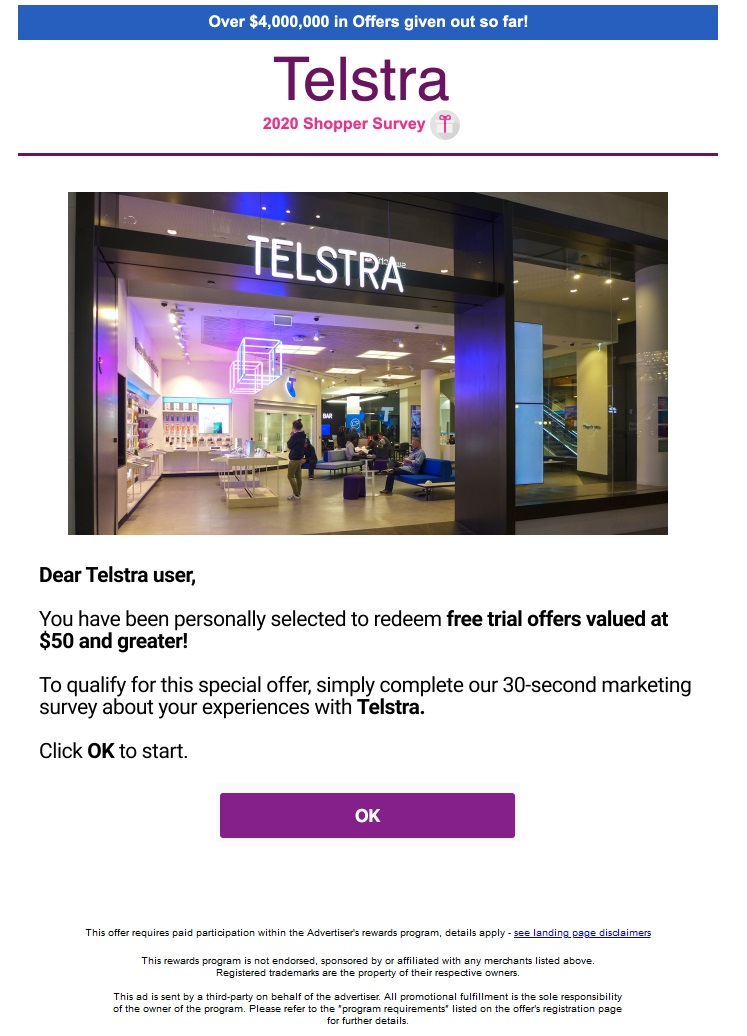 Over $4,000,000 in Offers given out so far!
Telstra
2020 Shopper Survey
TELSTRA
BAR
Dear Telstra user,
You have been personally selected to redeem free trial offers valued at
$50 and greater!
To qualify for this special offer, simply complete our 30-second marketing
survey about your experiences with Telstra.
Click OK to start.
OK
This offer requires paid participation within the Advertiser's rewards program, details apply - see landing page disclaimers
This rewards program is not endorsed, sponsored by or affiliated with any merchants listed above.
Registered trademarks are the property of their respective owners.
This ad is sent by a third-party on behalf of the advertiser. All promotional fulfillment is the sole responsibility
of the owner of the program. Please refer to the "program requirements" listed on the offer's registration page
for further details.